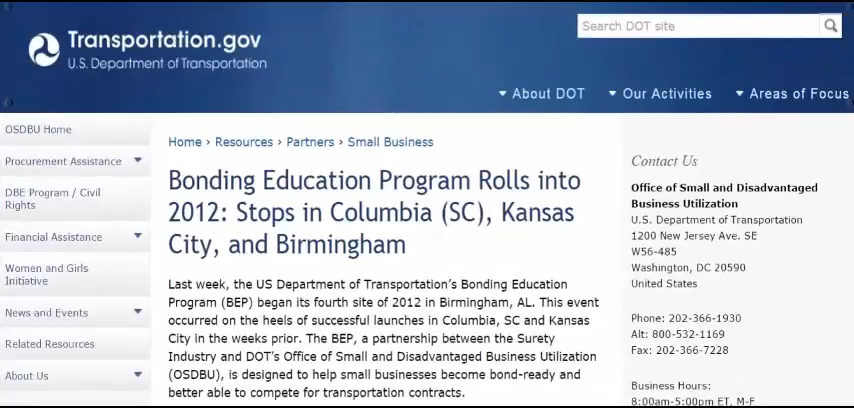 Transportation.gov
U.S. Department of Transportation
Search DOT site
About DOT
Our Activities
Areas of Focus
OSDBU Home
Procurement Assistance
DBE Program / Civil
Rights
Financial Assistance
Women and Girls
Initiative
News and Events
Related Resources
About Us
Home › Resources › Partners › Small Business
Bonding Education Program Rolls into
2012: Stops in Columbia (SC), Kansas
City, and Birmingham
Last week, the US Department of Transportation's Bonding Education
Program (BEP) began its fourth site of 2012 in Birmingham, AL. This event
occurred on the heels of successful launches in Columbia, SC and Kansas
City in the weeks prior. The BEP, a partnership between the Surety
Industry and DOT's Office of Small and Disadvantaged Business Utilization
(OSDBU), is designed to help small businesses become bond-ready and
better able to compete for transportation contracts.
Contact Us
Office of Small and Disadvantaged
Business Utilization
U.S. Department of Transportation
1200 New Jersey Ave. SE
W56-485
Washington, DC 20590
United States
Phone: 202-366-1930
Alt: 800-532-1169
Fax: 202-366-7228
Business Hours:
8:00am-5:00pm ET, M-F